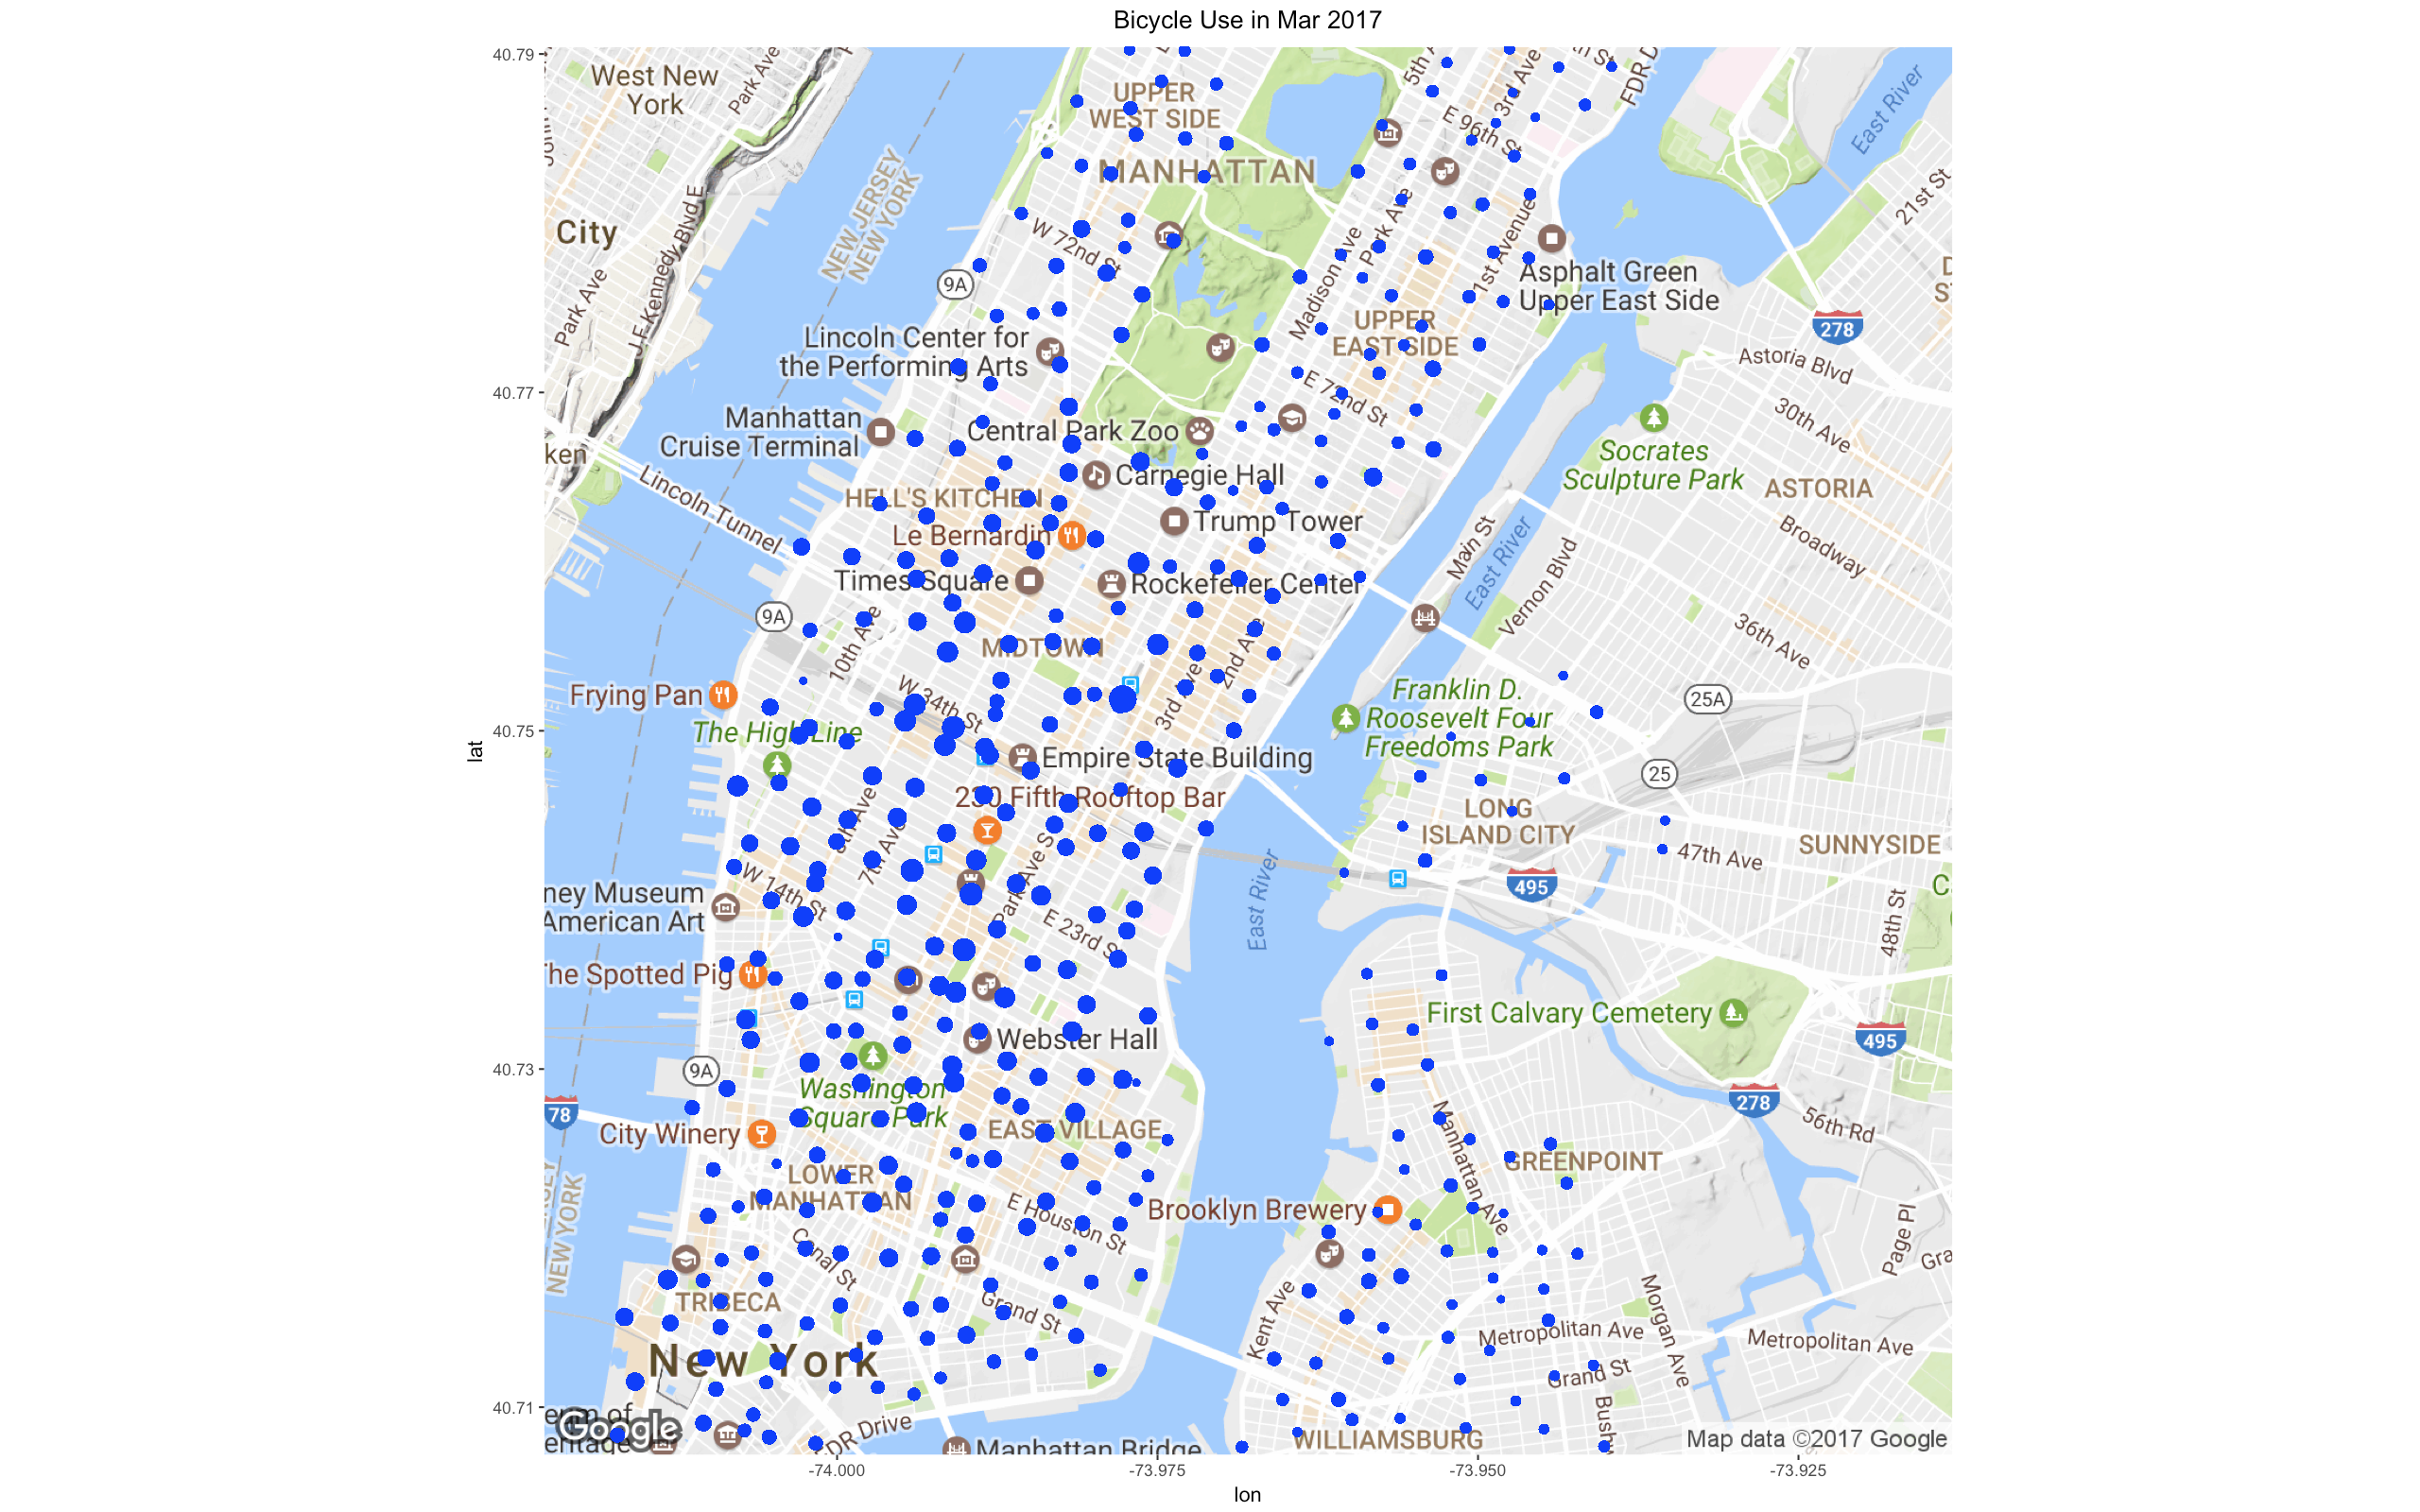 Bicycle Use in Mar 2017
40.79
40.77
40.75
40.73
40.71
lat
West New
York
Park Ave
NEW JERSEY
NEW YORK
UPPER
WEST SIDE
MANHATTAN
5th
E 96th St
3rd Ave
FDR D
East River
21st St
City
Park Ave
J.F. Kennedy Blvd E
W 72nd St
9A
Madison Ave
Park Ave
1st Avenue
Asphalt Green
Upper East Side
278
Lincoln Center for
the Performing Arts
UPPER
EAST SIDE
Astoria Blvd
E 72nd St
30th Ave
Manhattan
Cruise Terminal
Central Park Zoo
Socrates
Sculpture Park
ken
Lincoln Tunnel
HELL'S KITCHEN
Carnegie Hall
ASTORIA
Le Bernardin
Trump Tower
Main St
East River
Broadway
Times Square
Rockefeller Center
Vernon Blvd
9A
10th Ave
MIDTOWN
2nd Ave
36th Ave
Frying Pan
W 34th St
3rd Ave
Franklin D.
Roosevelt Four
Freedoms Park
25A
The High Line
Empire State Building
25
230 Fifth Rooftop Bar
LONG
ISLAND CITY
SUNNYSIDE
8th Ave
7th Ave
Park Ave S
47th Ave
W 14th St
ney Museum
American Art
495
East River
E 23rd St
48th St
The Spotted Pig
First Calvary Cemetery
Webster Hall
495
9A
Washington
Square Park
78
278
56th Rd
City Winery
EAST VILLAGE
Manhattan Ave
GREENPOINT
LOWER
MANHATTAN
NEW YORK
E Houston St
Brooklyn Brewery
Page Pl
Canal St
Gra
TRIBECA
Grand St
Kent Ave
Morgan Ave
Metropolitan Ave
Metropolitan Ave
New York
Grand St
Google
FDR Drive
Manhattan Bridge
WILLIAMSBURG
Bushw
Map data ©2017 Google
-74.000
-73.975
-73.950
-73.925
lon